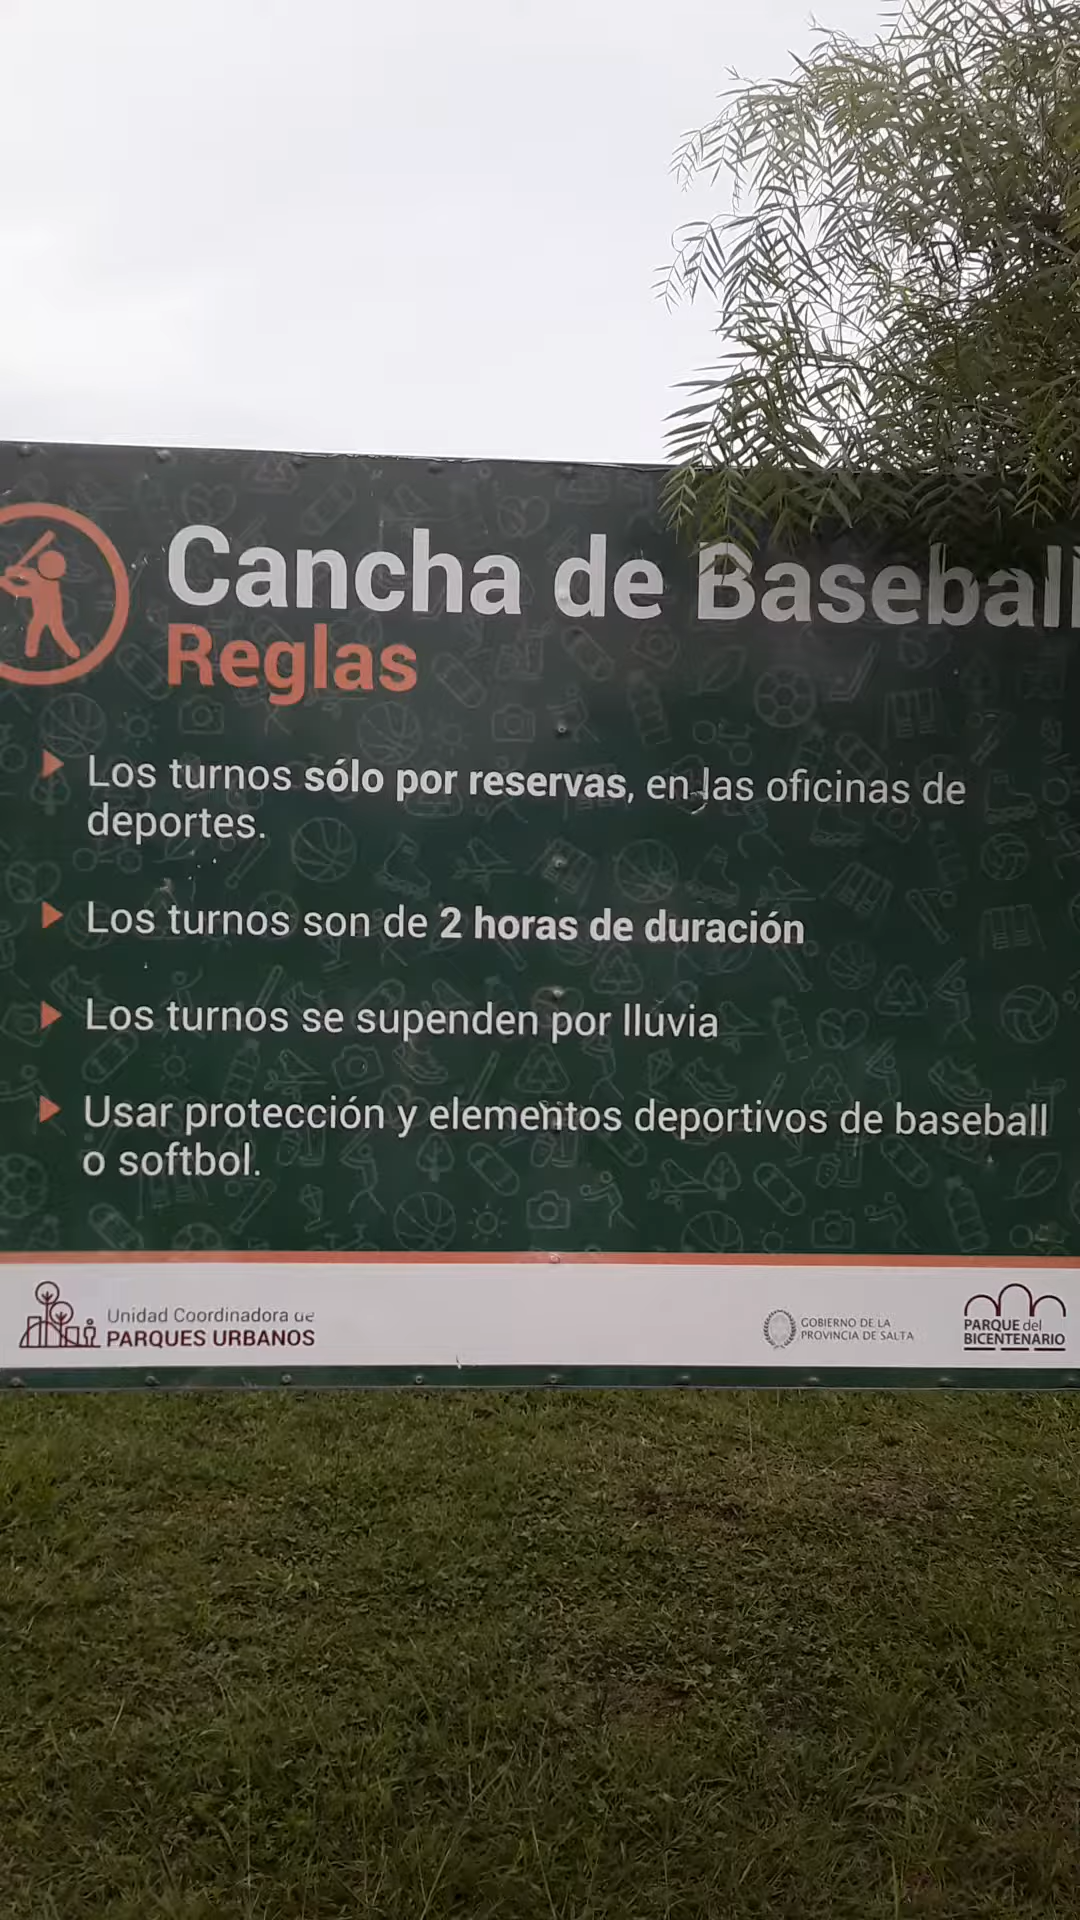 Cancha de Baseball
Reglas
Los turnos sólo por reservas, en las oficinas de
deportes.
Los turnos son de 2 horas de duración
Los turnos se supenden por lluvia
Usar protección y elementos deportivos de baseball
o softbol.
Unidad Coordinadora de
PARQUES URBANOS
GOBIERNO DE LA
PROVINCIA DE SALTA
PARQUE del
BICENTENARIO